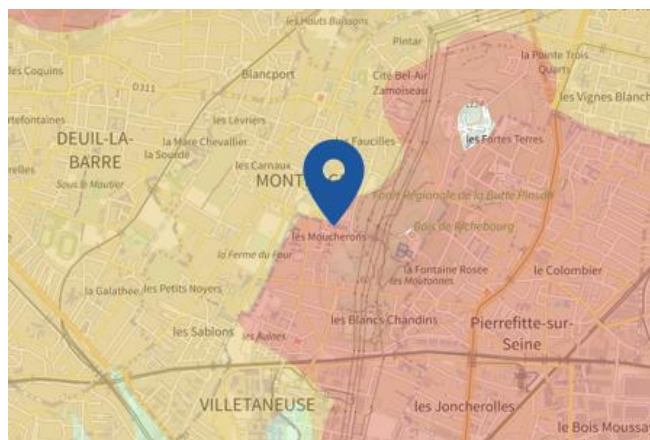 les Hauts Buissons
Pintar
la Pointe Trois
Quarts
les Coquins
Blancport
Cité Bel-Air
Zamoiseau
D311
les Vignes Blanch
rtefontaines
les Lévriers
DEUIL-LA-
BARRE
la Mare Chevallier
la Sourde
les Faucilles
les Fortes Terres
relles
les Carnaux
Sous le Moutier
MONT
Forêt Régionale de la Butte Pinson
Bois de Richebourg
les Moucherons
la Ferme du Four
la Fontaine Rosée
les Moutonnes
le Colombier
la Galathée
les Petits Noyers
les Sablons
les Aulnes
les Blancs Chandins
Pierrefitte-sur-
Seine
VILLETANEUSE
les Joncherolles
le Bois Moussa